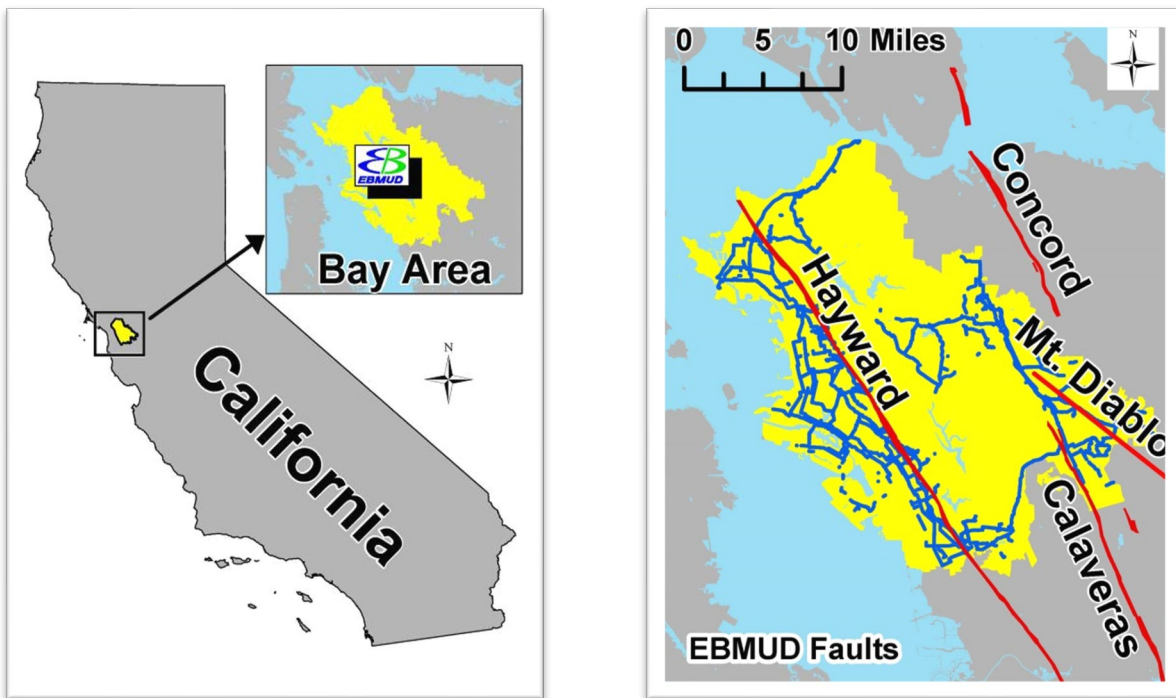 N
EBMUD
Bay Area
N
California
0 5 10 Miles
N
Concord
Hayward
Mt. Diablo
Calaveras
EBMUD Faults